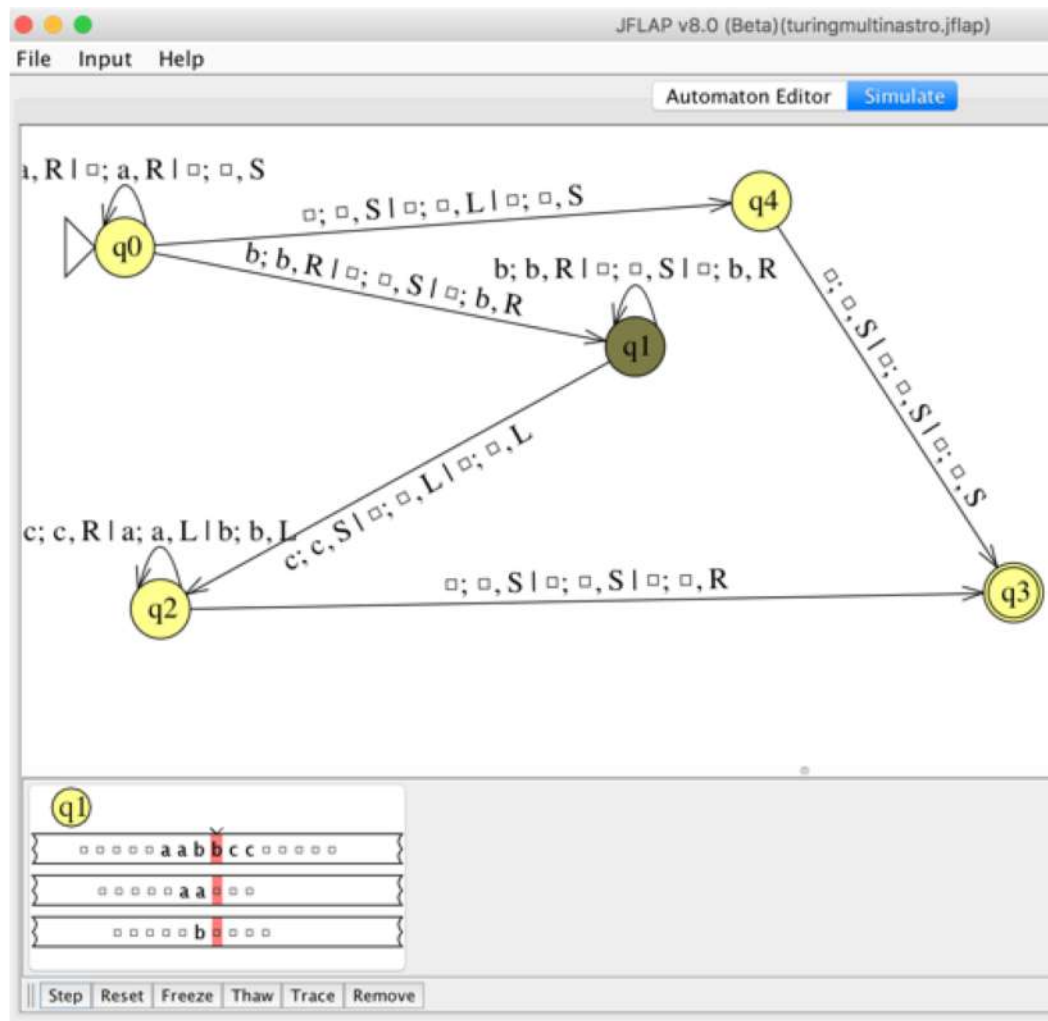 JFLAP v8.0 (Beta)(turingmultinastro.jflap)
File Input Help
Automaton Editor Simulate
a, R | □; a, R | □; □, S
□; □, S | □; □, L | □; □, S
q4
q0
b; b, R | □; □, S | □; b, R
b; b, R | □; □, S | □; b, R
q1
□; □, S | □; □, S | □; □, S
c; c, S | □; □, L | □; □, L
c; c, R | a; a, L | b; b, L
□; □, S | □; □, S | □; □, R
q2
q3
q1
□ □ □ □ □ a a b b c c □ □ □ □ □
□ □ □ □ □ a a □ □ □
□ □ □ □ □ b □ □ □ □
Step Reset Freeze Thaw Trace Remove